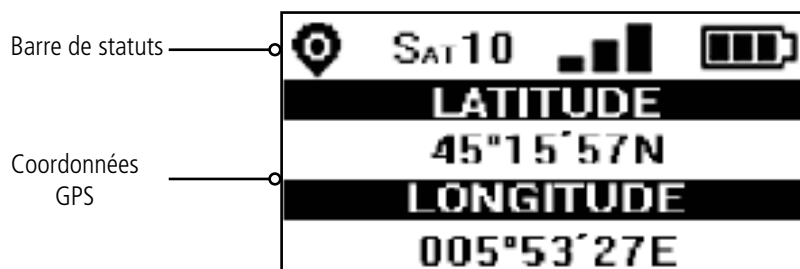 Barre de statuts
SAT10
LATITUDE
45°15´57N
Coordonnées
GPS
LONGITUDE
005°53´27E